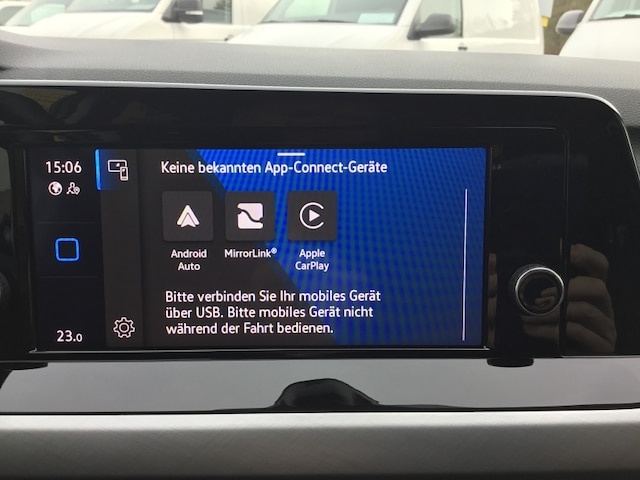 15:06
Keine bekannten App-Connect-Geräte
Android
Auto
MirrorLink®
Apple
CarPlay
Bitte verbinden Sie Ihr mobiles Gerät
über USB. Bitte mobiles Gerät nicht
während der Fahrt bedienen.
23.0